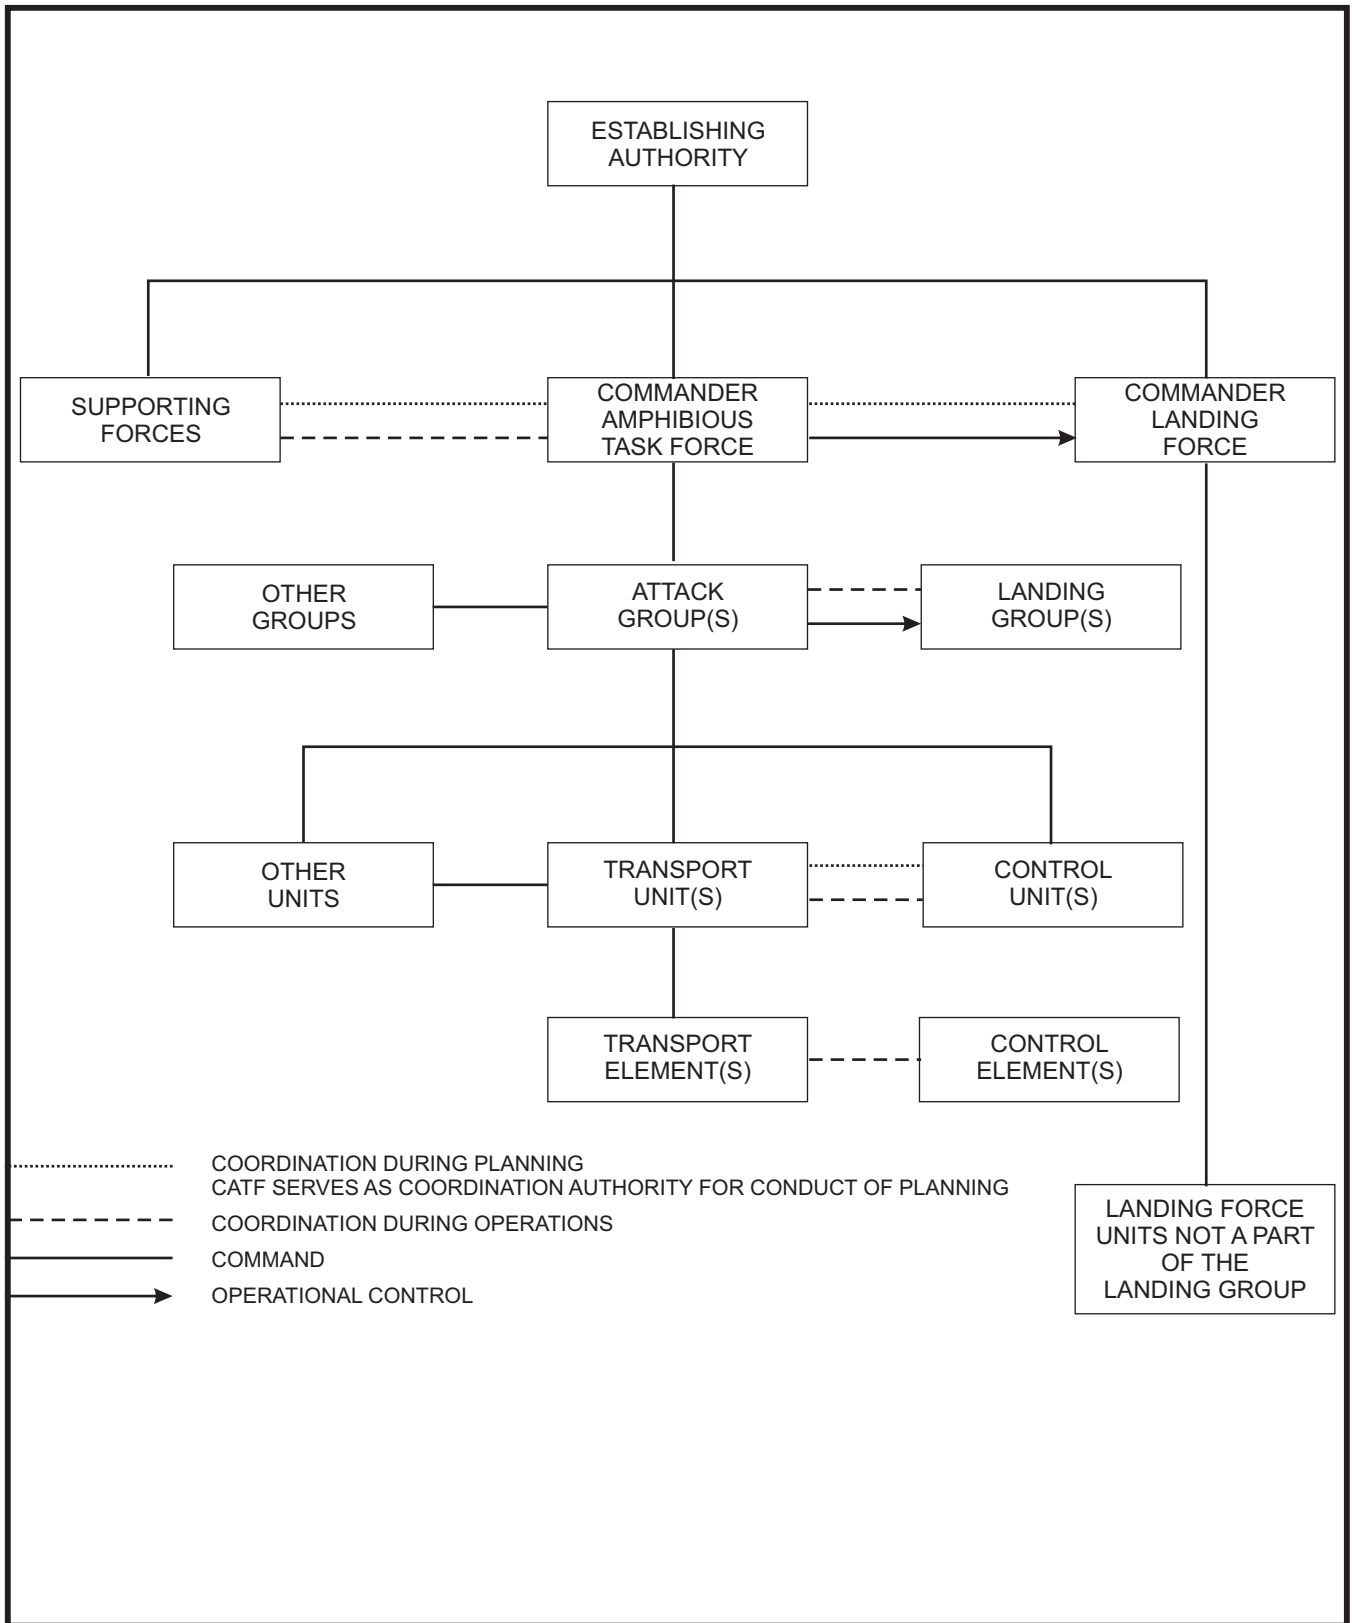 ESTABLISHING
AUTHORITY
SUPPORTING
FORCES
COMMANDER
AMPHIBIOUS
TASK FORCE
COMMANDER
LANDING
FORCE
OTHER
GROUPS
ATTACK
GROUP(S)
LANDING
GROUP(S)
OTHER
UNITS
TRANSPORT
UNIT(S)
CONTROL
UNIT(S)
TRANSPORT
ELEMENT(S)
CONTROL
ELEMENT(S)
COORDINATION DURING PLANNING
CATF SERVES AS COORDINATION AUTHORITY FOR CONDUCT OF PLANNING
COORDINATION DURING OPERATIONS
COMMAND
OPERATIONAL CONTROL
LANDING FORCE
UNITS NOT A PART
OF THE
LANDING GROUP